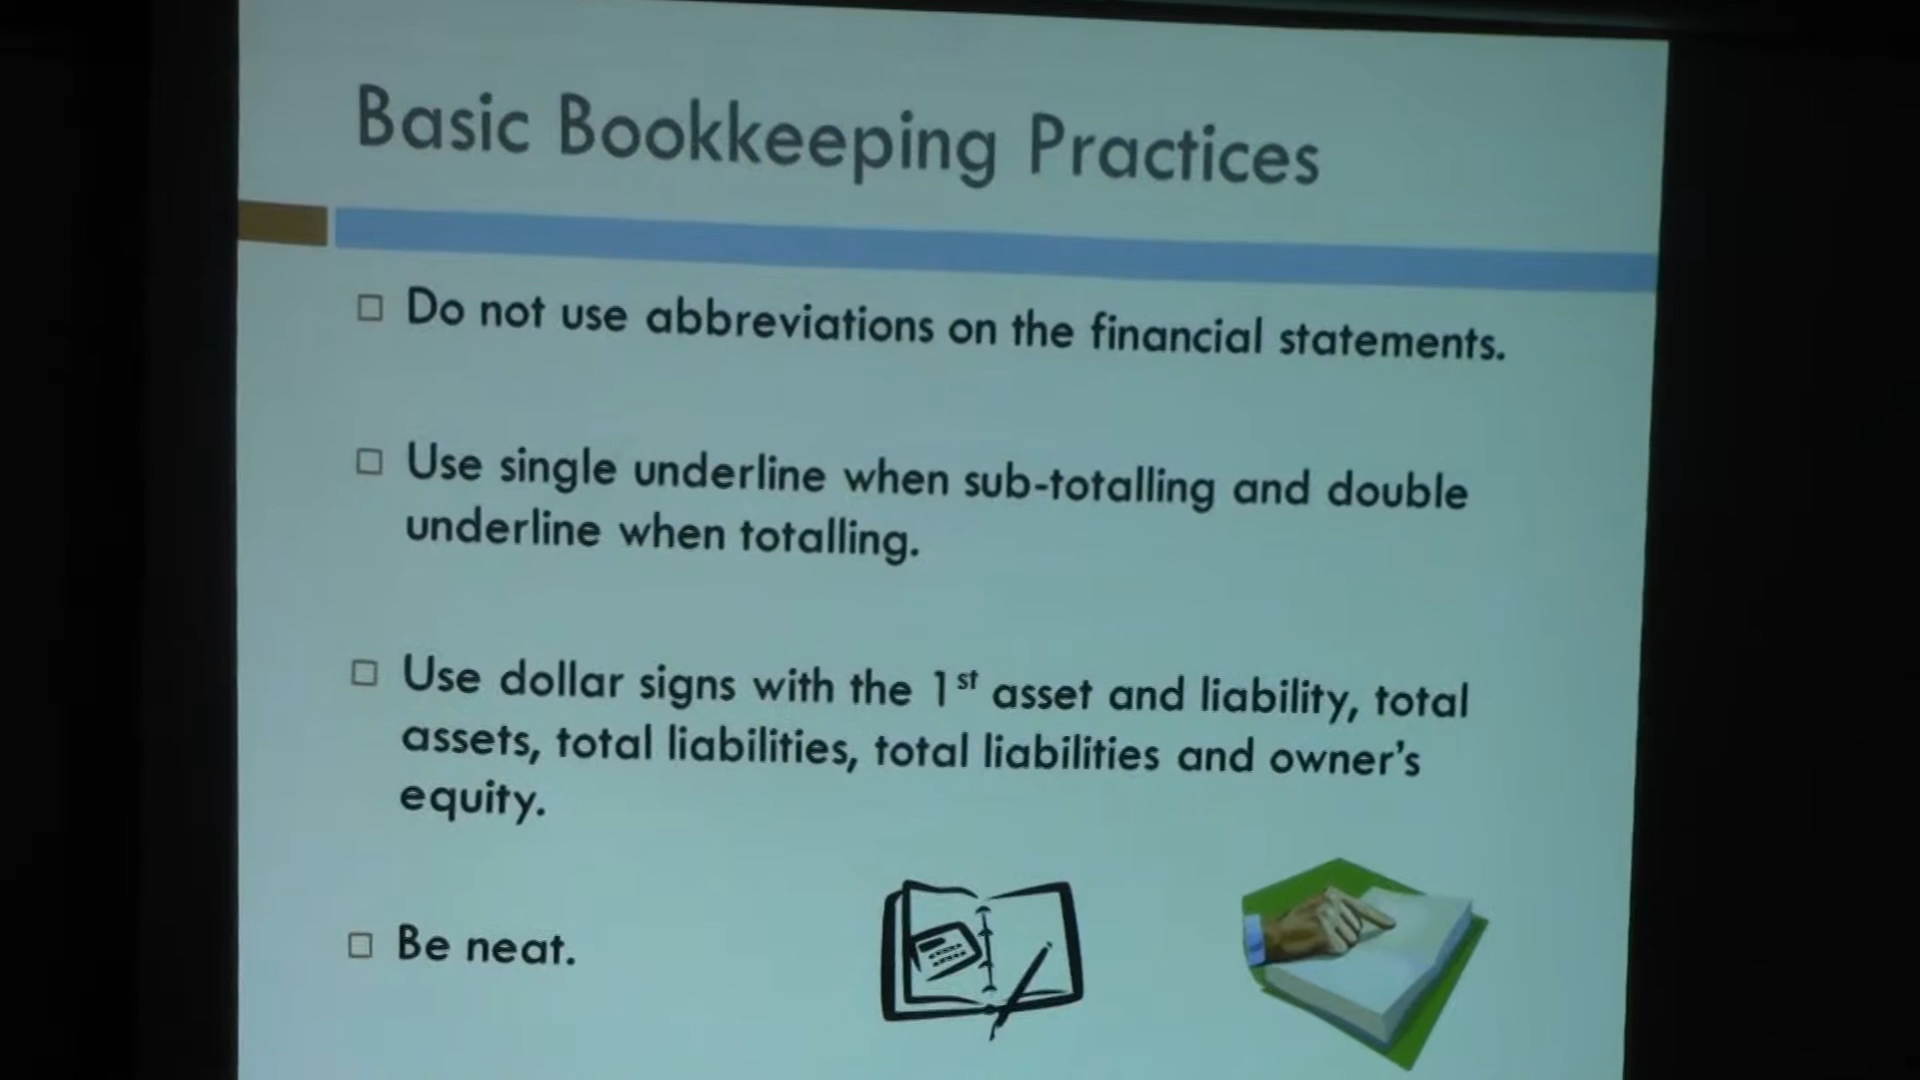 Basic Bookkeeping Practices
Do not use abbreviations on the financial statements.
Use single underline when sub-totalling and double
underline when totalling.
Use dollar signs with the 1st asset and liability, total
assets, total liabilities, total liabilities and owner's
equity.
Be neat.